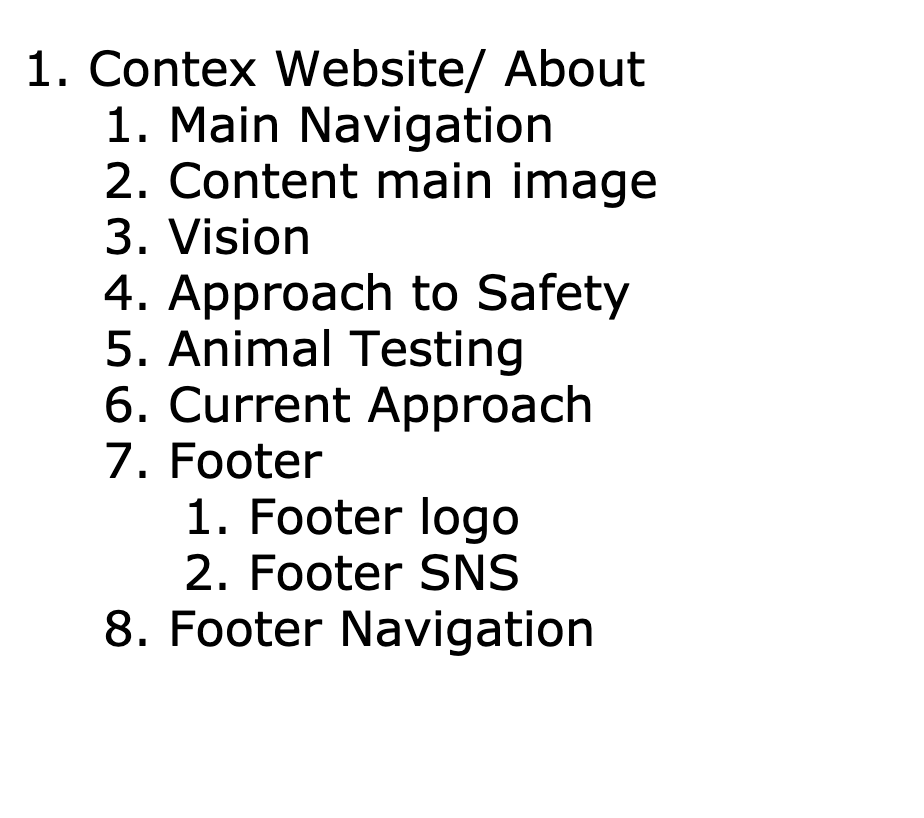 1. Contex Website/ About
1. Main Navigation
2. Content main image
3. Vision
4. Approach to Safety
5. Animal Testing
6. Current Approach
7. Footer
1. Footer logo
2. Footer SNS
8. Footer Navigation